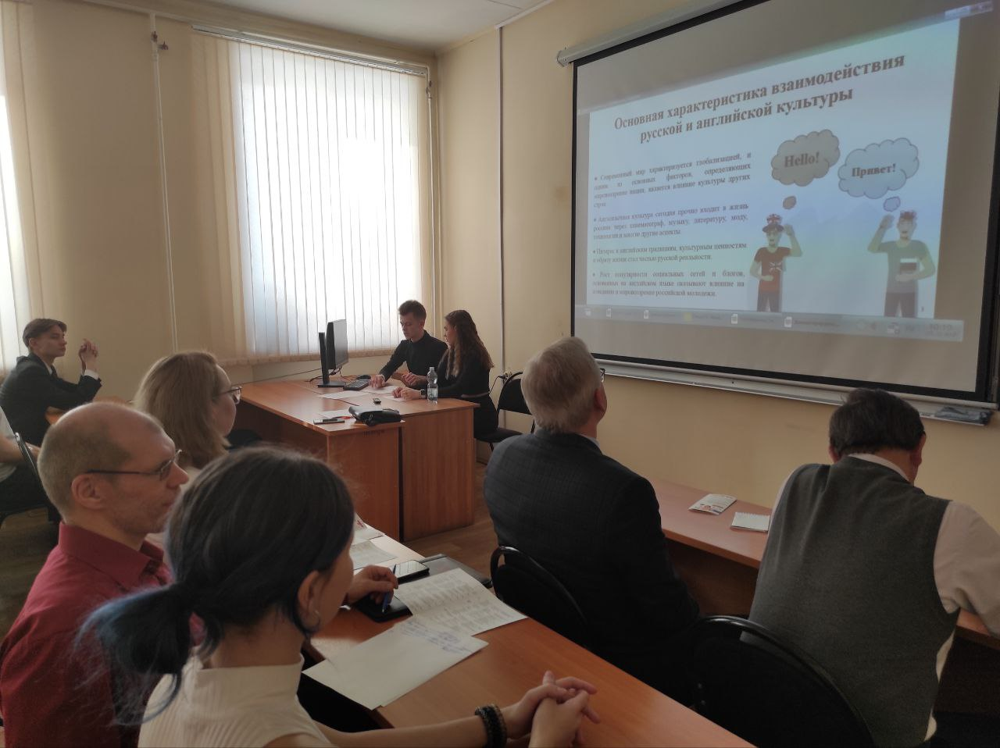 Основная характеристика взаимодействия
русской и английской культуры
Hello!
Привет!
• Современный мир характеризуется глобализацией, и
одним из основных факторов, определяющих
мировоззрение нации, является влияние культуры других
стран.
• Англоязычная культура сегодня прочно входит в жизнь
россиян через кинематограф, музыку, литературу, моду,
технологии и многие другие аспекты.
• Интерес к английским традициям, культурным ценностям
и образу жизни стал частью русской реальности.
• Рост популярности социальных сетей и блогов,
основанных на английском языке оказывают влияние на
поведение и мировоззрение российской молодежи.
3